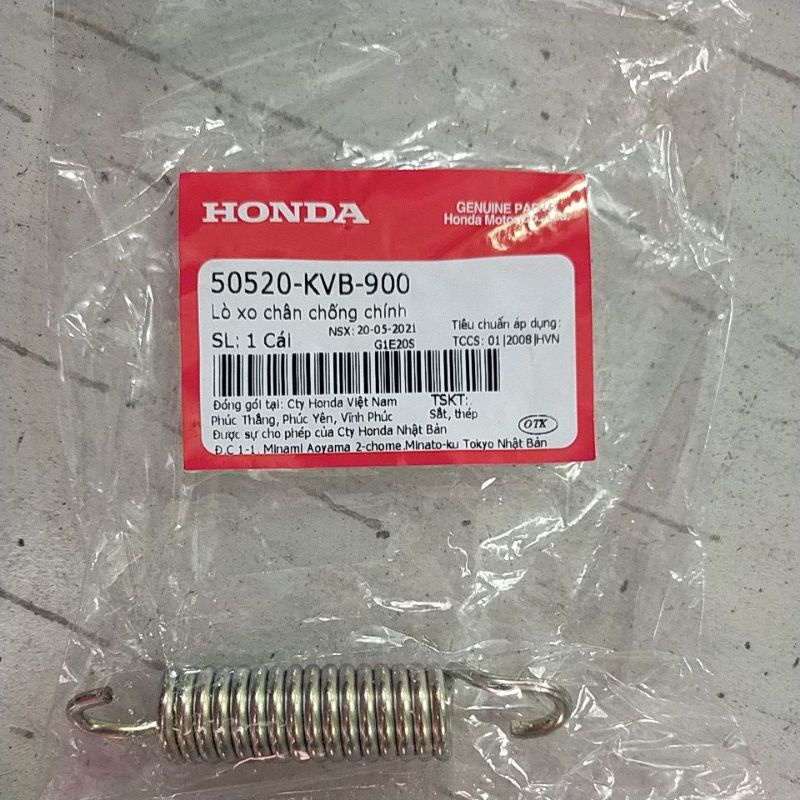 HONDA
GENUINE
Honda
50520-KVB-900
Lò xo chân chống chính
NSX: 20-05-2021
Tiêu chuẩn áp dụng:
SL: 1 Cái
G1E20S
TCCS: 01|2008|HVN
Đóng gói tại: Cty Honda Việt Nam
TSKT:
Phúc Thắng, Phúc Yên, Vĩnh Phúc
Sắt, thép
Được sự cho phép của Cty Honda Nhật Bản
OTK
Đ.C 1-1, Minami Aoyama 2-chome.Minato-ku Tokyo Nhật Bản